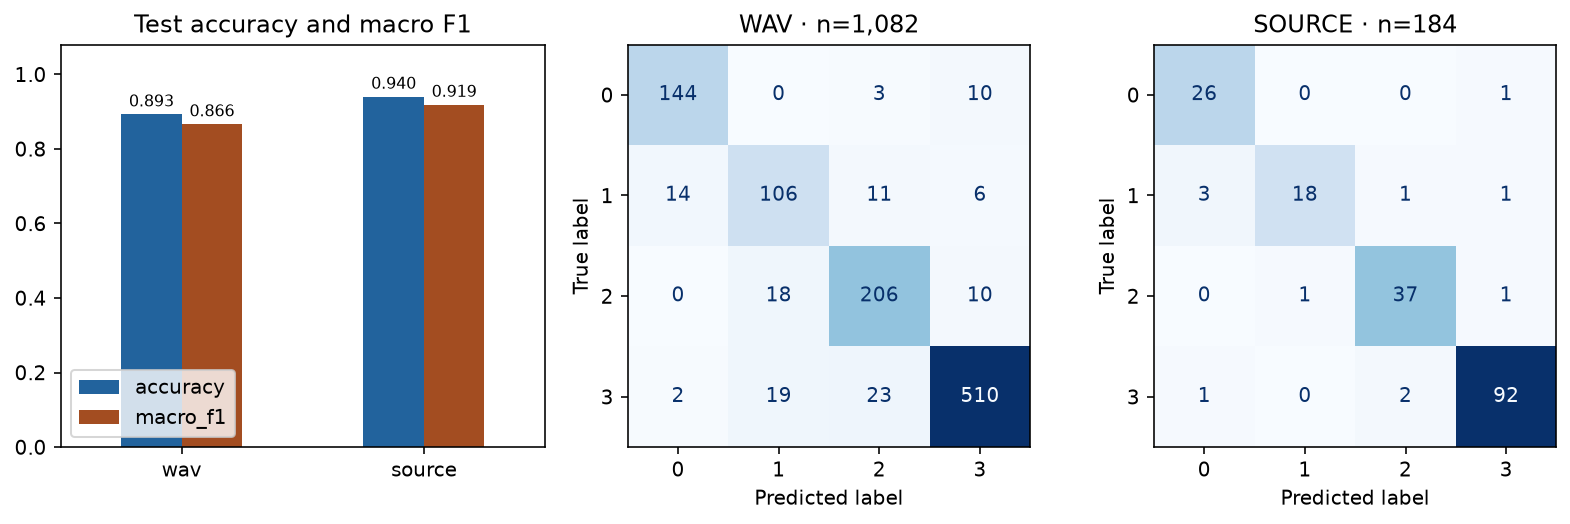 Test accuracy and macro F1
1.0
0.8
0.6
0.4
0.2
0.0
0.893
0.866
0.940
0.919
accuracy
macro_f1
wav source
WAV · n=1,082
True label
0 144 0 3 10
1 14 106 11 6
2 0 18 206 10
3 2 19 23 510
0 1 2 3
Predicted label
SOURCE · n=184
True label
0 26 0 0 1
1 3 18 1 1
2 0 1 37 1
3 1 0 2 92
0 1 2 3
Predicted label